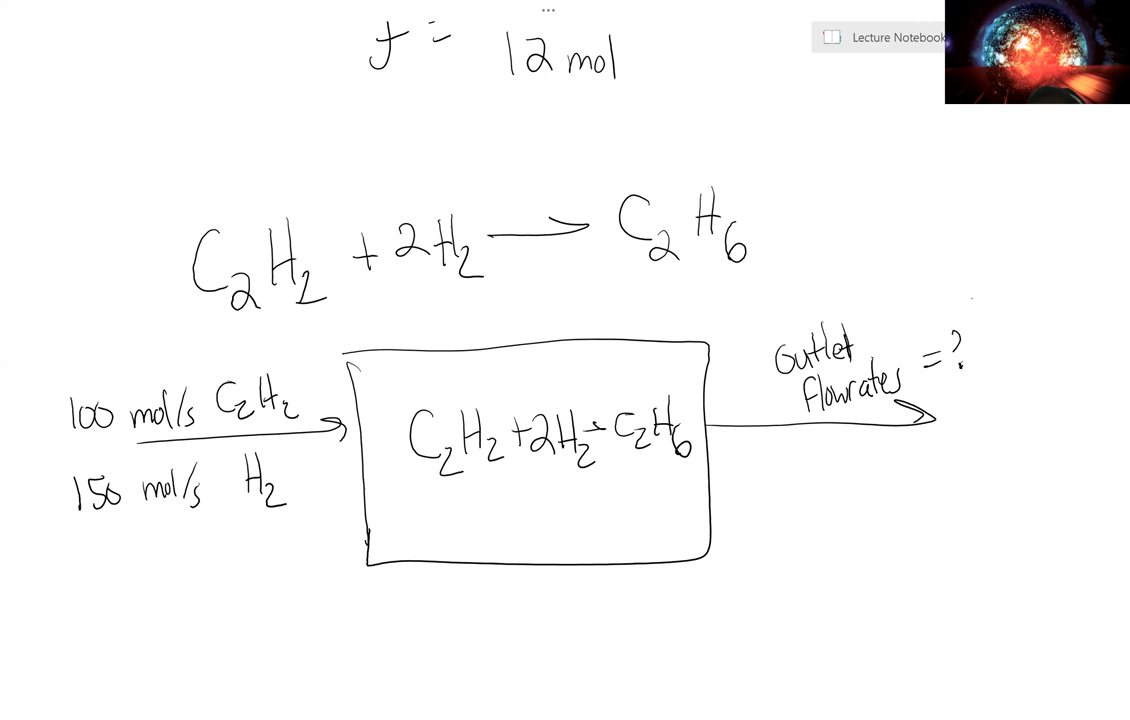 Lecture Notebook
f =
12 mol
C₂H₂ + 2H₂ → C₂H₆
Outlet
flowrates = ?
100 mol/s C₂H₂
150 mol/s H₂
C₂H₂ + 2H₂ → C₂H₆